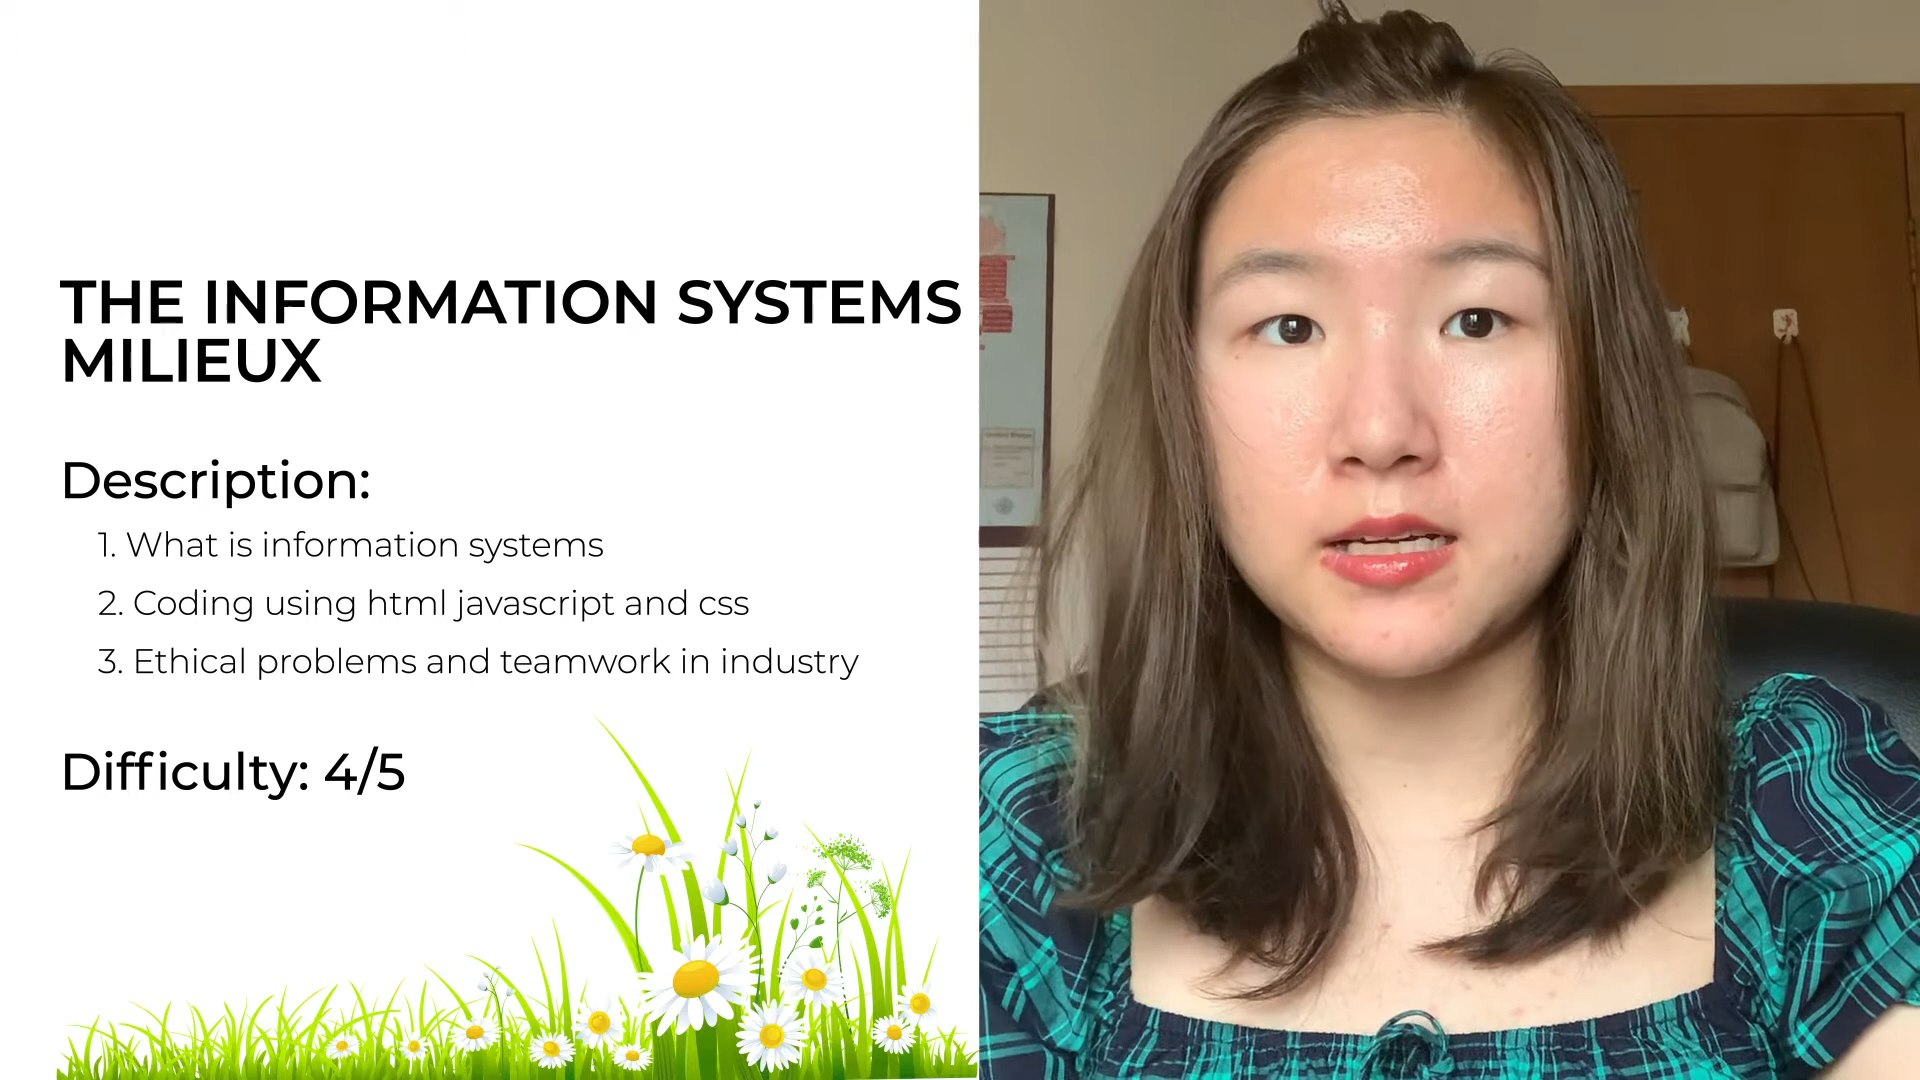 THE INFORMATION SYSTEMS
MILIEUX
Description:
1. What is information systems
2. Coding using html javascript and css
3. Ethical problems and teamwork in industry
Difficulty: 4/5